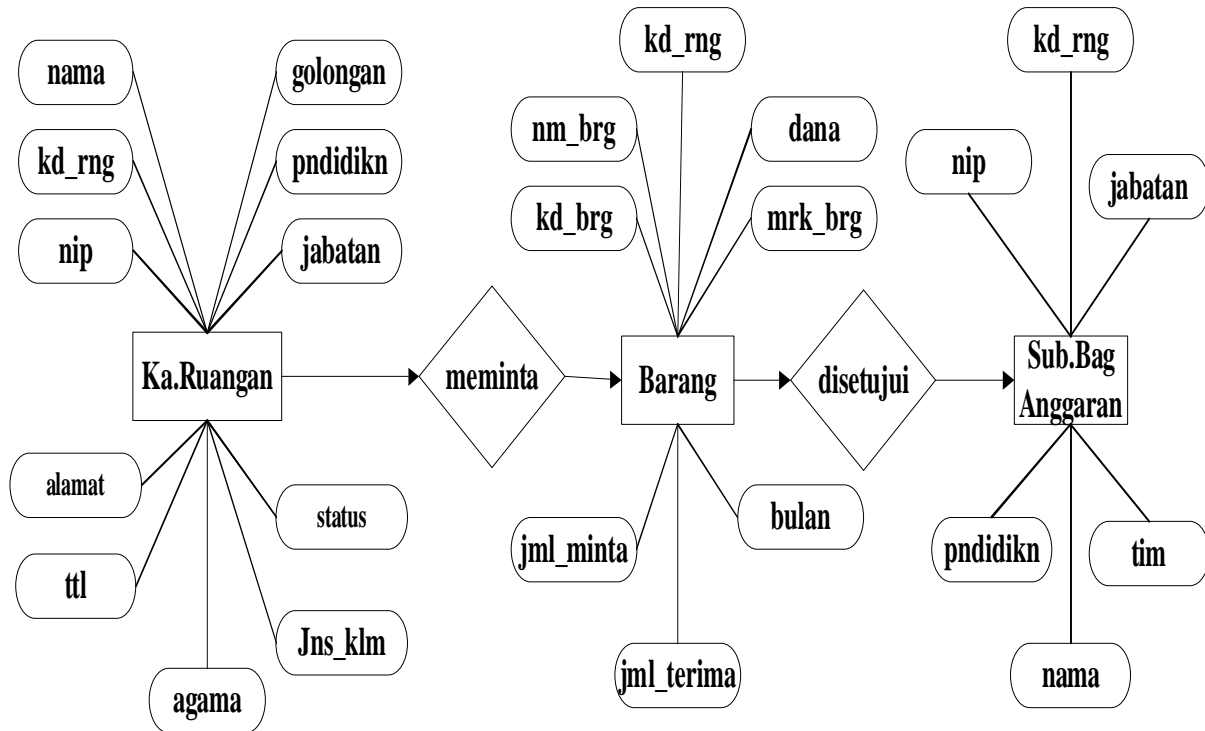 kd_rng
kd_rng
nama
golongan
nm_brg
dana
kd_rng
pndidikn
nip
jabatan
kd_brg
mrk_brg
nip
jabatan
Ka.Ruangan
meminta
Barang
disetujui
Sub.Bag
Anggaran
alamat
status
bulan
jml_minta
pndidikn
tim
ttl
Jns_klm
jml_terima
nama
agama